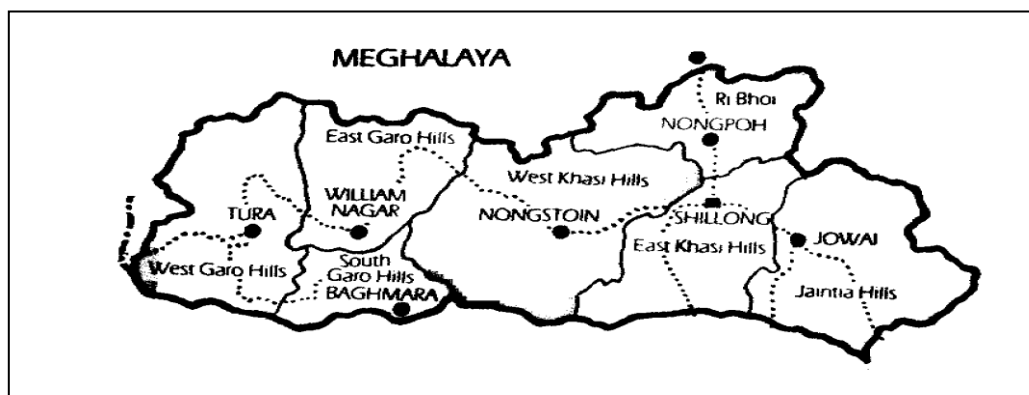 MEGHALAYA
Ri Bhoi
NONGPOH
East Garo Hills
West Khasi Hills
WILLIAM
NAGAR
TURA
NONGSTOIN
SHILLONG
JOWAI
East Khasi Hills
West Garo Hills
South
Garo Hills
BAGHMARA
Jaintia Hills